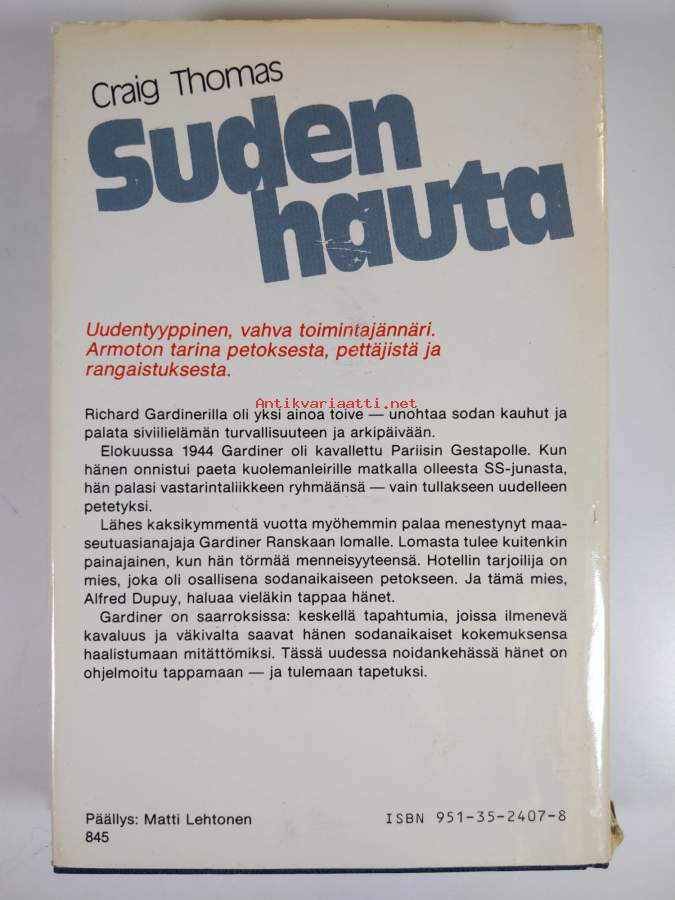 Craig Thomas
Suden
hauta
Uudentyyppinen, vahva toimintajännäri.
Armoton tarina petoksesta, pettäjistä ja
rangaistuksesta.
Antikvariaatti.net
Richard Gardinerilla oli yksi ainoa toive — unohtaa sodan kauhut ja
palata siviilielämän turvallisuuteen ja arkipäivään.
Elokuussa 1944 Gardiner oli kavallettu Pariisin Gestapolle. Kun
hänen onnistui paeta kuolemanleirille matkalla olleesta SS-junasta,
hän palasi vastarintaliikkeen ryhmäänsä — vain tullakseen uudelleen
petetyksi.
Lähes kaksikymmentä vuotta myöhemmin palaa menestynyt maa-
seutuasianajaja Gardiner Ranskaan lomalle. Lomasta tulee kuitenkin
painajainen, kun hän törmää menneisyyteensä. Hotellin tarjoilija on
mies, joka oli osallisena sodanaikaiseen petokseen. Ja tämä mies,
Alfred Dupuy, haluaa vieläkin tappaa hänet.
Gardiner on saarroksissa: keskellä tapahtumia, joissa ilmenevä
kavaluus ja väkivalta saavat hänen sodanaikaiset kokemuksensa
haalistumaan mitättömiksi. Tässä uudessa noidankehässä hänet on
ohjelmoitu tappamaan — ja tulemaan tapetuksi.
Päällys: Matti Lehtonen
845
ISBN 951-35-2407-8